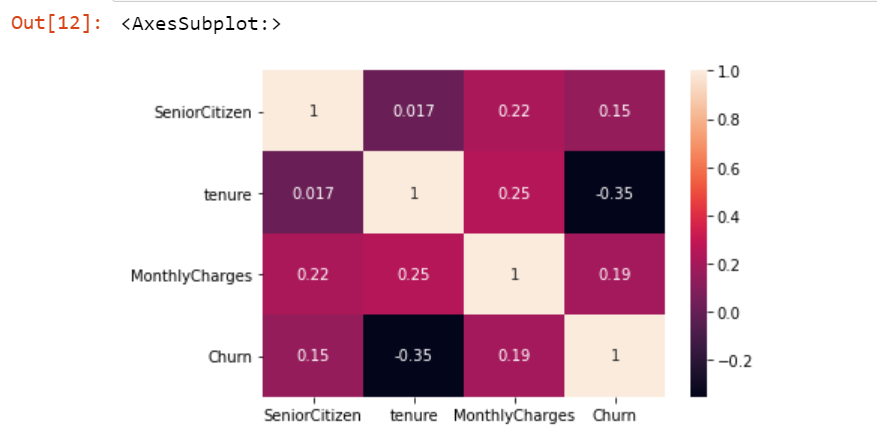 Out[12]: <AxesSubplot:>
1.0
SeniorCitizen 1 0.017 0.22 0.15
0.8
0.6
tenure 0.017 1 0.25 -0.35
0.4
MonthlyCharges 0.22 0.25 1 0.19
0.2
0.0
Churn 0.15 -0.35 0.19 1
−0.2
SeniorCitizen tenure MonthlyCharges Churn